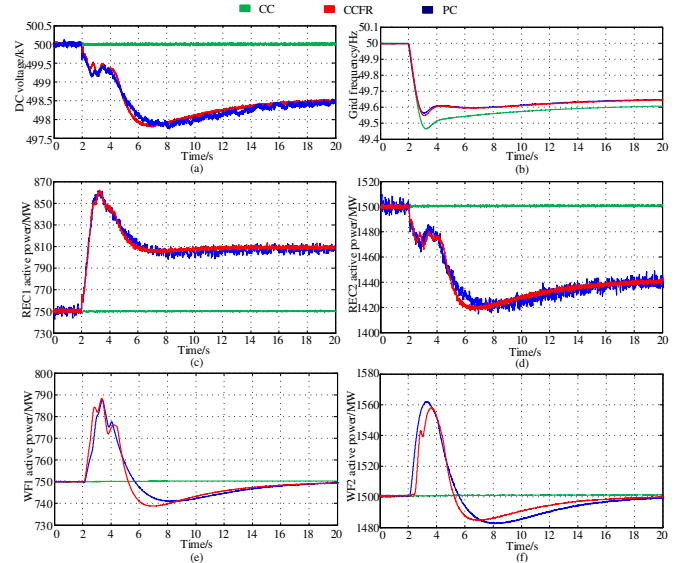 CC CCFR PC
500.5
500
499.5
499
498.5
498
497.5
DC voltage/kV
0 2 4 6 8 10 12 14 16 18 20
Time/s
(a)
50.1
50
49.9
49.8
49.7
49.6
49.5
49.4
Grid frequency/Hz
0 2 4 6 8 10 12 14 16 18 20
Time/s
(b)
870
850
830
810
790
770
750
730
REC1 active power/MW
0 2 4 6 8 10 12 14 16 18 20
Time/s
(c)
1520
1500
1480
1460
1440
1420
1400
REC2 active power/MW
0 2 4 6 8 10 12 14 16 18 20
Time/s
(d)
800
790
780
770
760
750
740
730
WF1 active power/MW
0 2 4 6 8 10 12 14 16 18 20
Time/s
(e)
1580
1560
1540
1520
1500
1480
WF2 active power/MW
0 2 4 6 8 10 12 14 16 18 20
Time/s
(f)